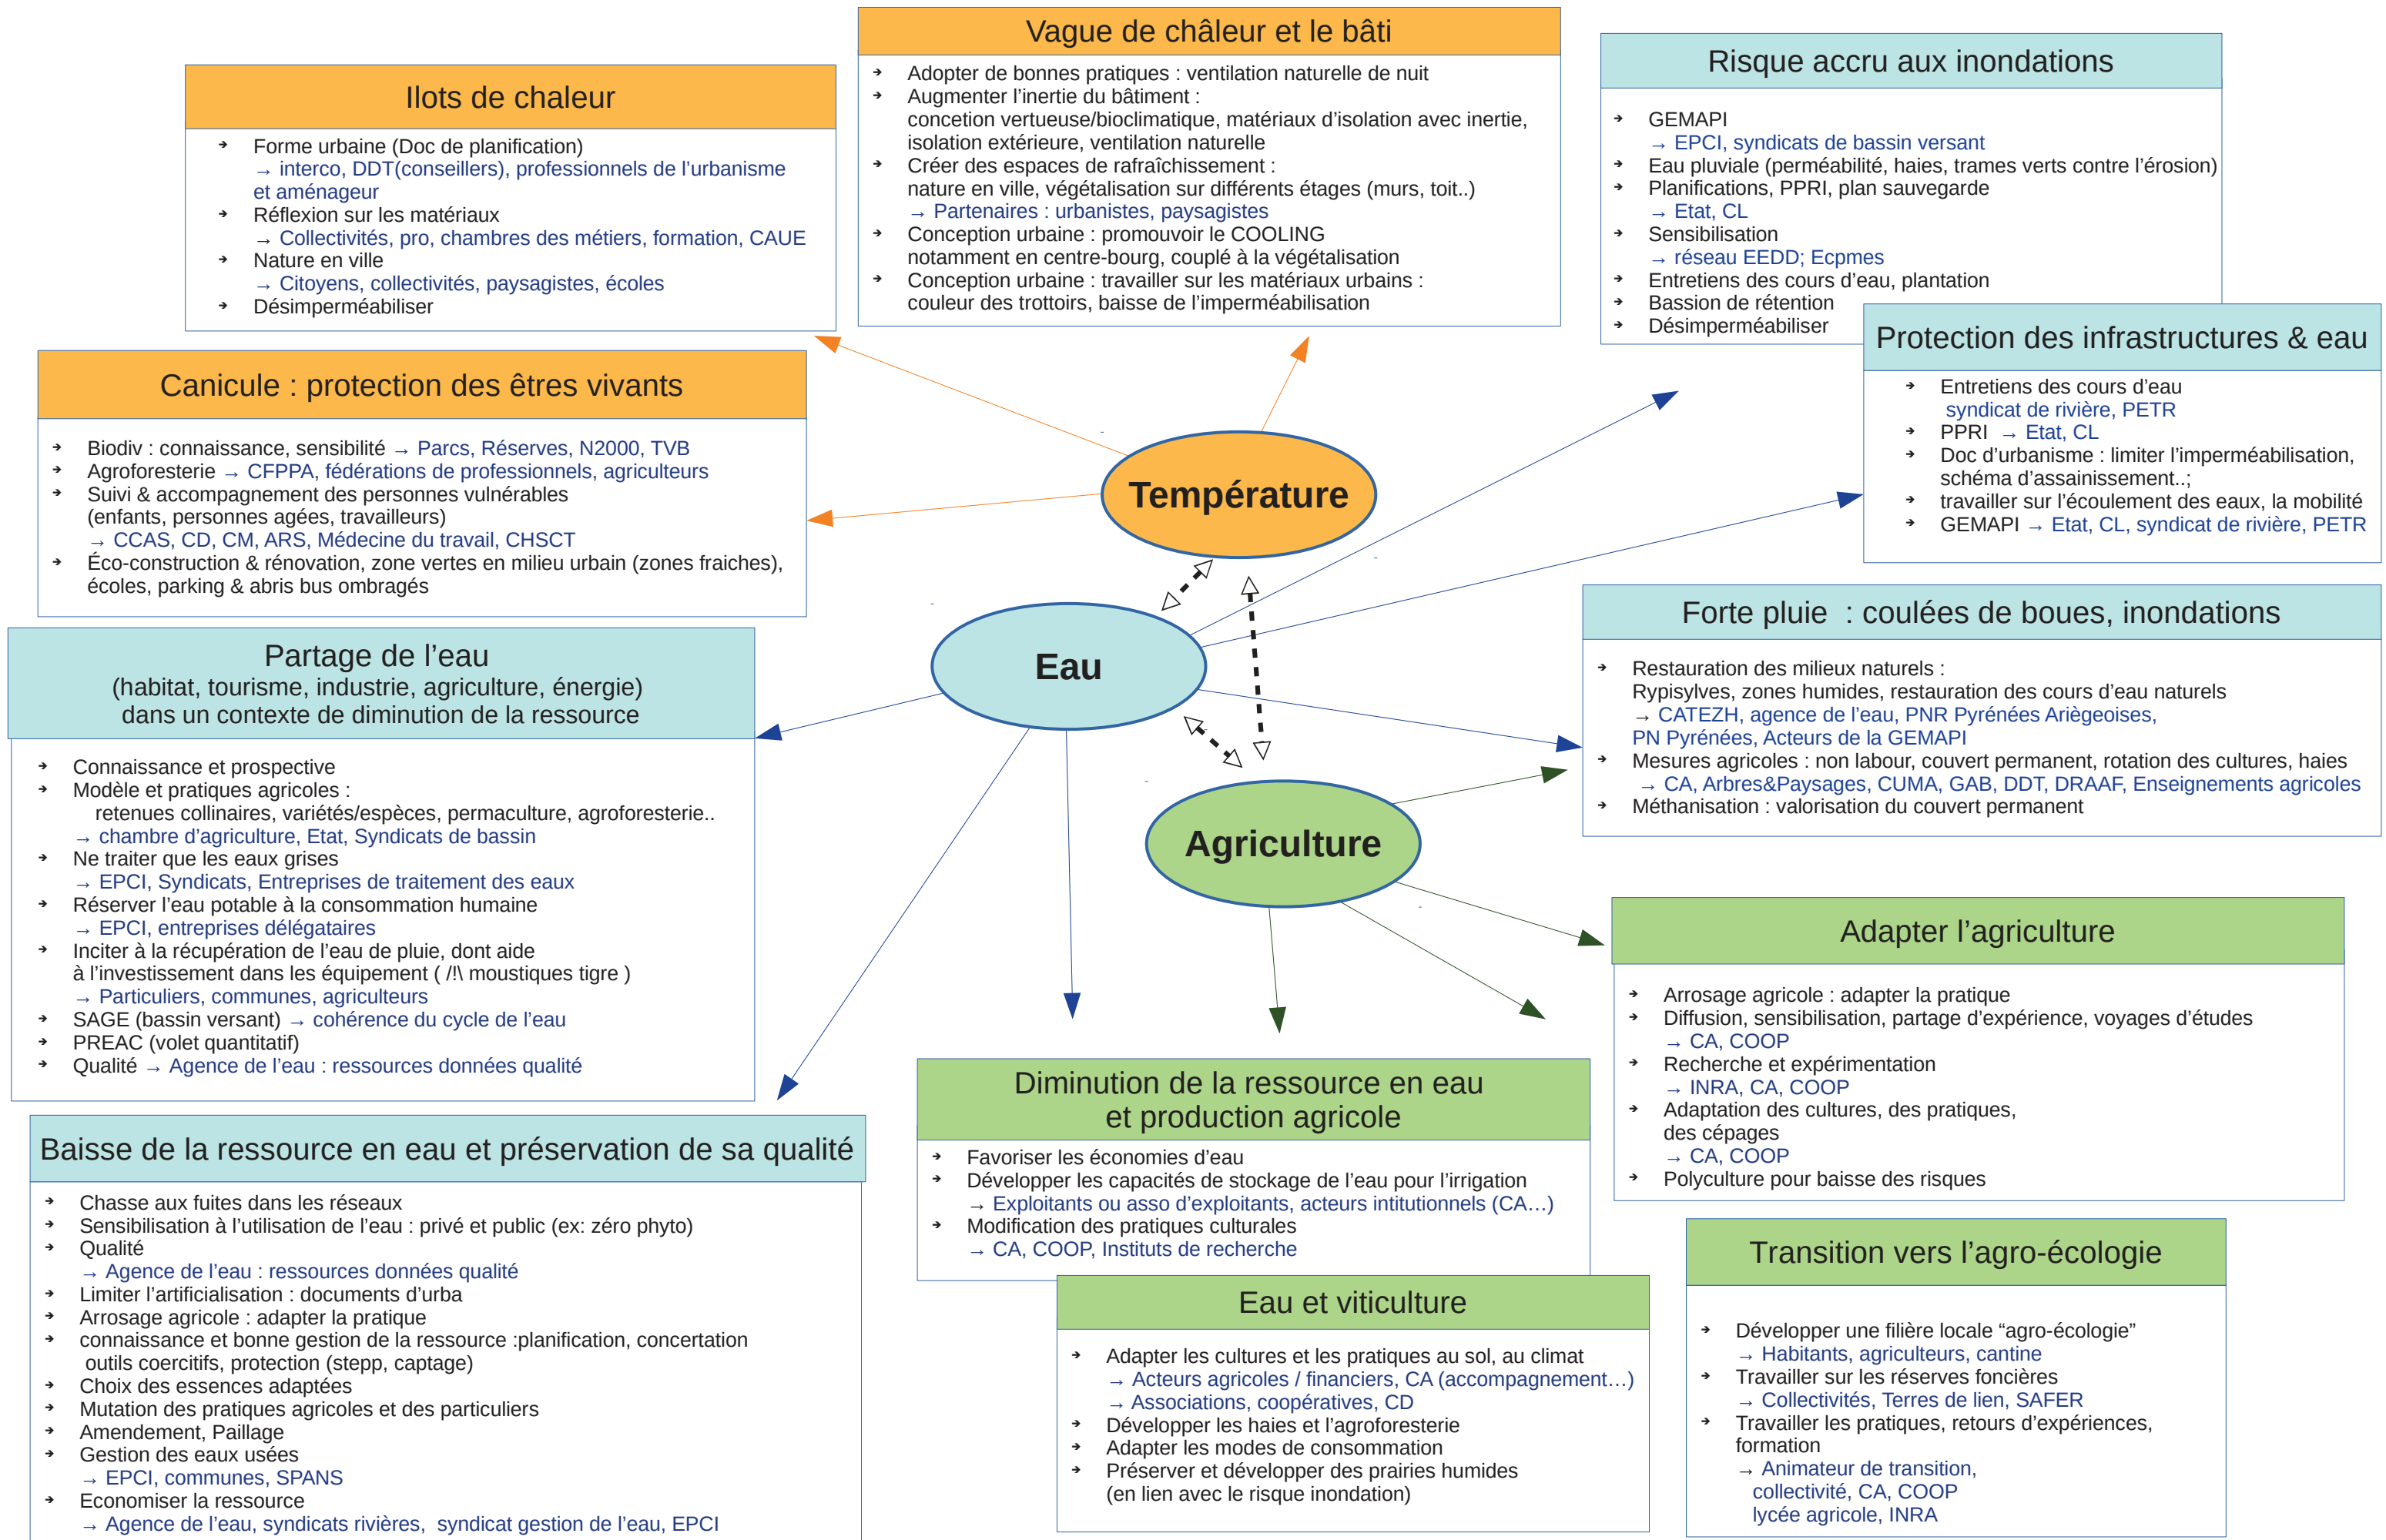 Vague de châleur et le bâti
➔ Adopter de bonnes pratiques : ventilation naturelle de nuit
➔ Augmenter l’inertie du bâtiment :
concetion vertueuse/bioclimatique, matériaux d’isolation avec inertie,
isolation extérieure, ventilation naturelle
➔ Créer des espaces de rafraîchissement :
nature en ville, végétalisation sur différents étages (murs, toit..)
→ Partenaires : urbanistes, paysagistes
➔ Conception urbaine : promouvoir le COOLING
notamment en centre-bourg, couplé à la végétalisation
➔ Conception urbaine : travailler sur les matériaux urbains :
couleur des trottoirs, baisse de l’imperméabilisation
Ilots de chaleur
➔ Forme urbaine (Doc de planification)
→ interco, DDT(conseillers), professionnels de l’urbanisme
et aménageur
➔ Réflexion sur les matériaux
→ Collectivités, pro, chambres des métiers, formation, CAUE
➔ Nature en ville
→ Citoyens, collectivités, paysagistes, écoles
➔ Désimperméabiliser
Risque accru aux inondations
➔ GEMAPI
→ EPCI, syndicats de bassin versant
➔ Eau pluviale (perméabilité, haies, trames verts contre l’érosion)
➔ Planifications, PPRI, plan sauvegarde
→ Etat, CL
➔ Sensibilisation
→ réseau EEDD; Ecpmes
➔ Entretiens des cours d’eau, plantation
➔ Bassion de rétention
➔ Désimperméabiliser
Protection des infrastructures & eau
➔ Entretiens des cours d’eau
syndicat de rivière, PETR
➔ PPRI → Etat, CL
➔ Doc d’urbanisme : limiter l’imperméabilisation,
schéma d’assainissement..;
➔ travailler sur l’écoulement des eaux, la mobilité
➔ GEMAPI → Etat, CL, syndicat de rivière, PETR
Canicule : protection des êtres vivants
➔ Biodiv : connaissance, sensibilité → Parcs, Réserves, N2000, TVB
➔ Agroforesterie → CFPPA, fédérations de professionnels, agriculteurs
➔ Suivi & accompagnement des personnes vulnérables
(enfants, personnes agées, travailleurs)
→ CCAS, CD, CM, ARS, Médecine du travail, CHSCT
➔ Éco-construction & rénovation, zone vertes en milieu urbain (zones fraiches),
écoles, parking & abris bus ombragés
Température
Eau
Agriculture
Forte pluie : coulées de boues, inondations
➔ Restauration des milieux naturels :
Rypisylves, zones humides, restauration des cours d’eau naturels
→ CATEZH, agence de l’eau, PNR Pyrénées Ariègeoises,
PN Pyrénées, Acteurs de la GEMAPI
➔ Mesures agricoles : non labour, couvert permanent, rotation des cultures, haies
→ CA, Arbres&Paysages, CUMA, GAB, DDT, DRAAF, Enseignements agricoles
➔ Méthanisation : valorisation du couvert permanent
Partage de l’eau
(habitat, tourisme, industrie, agriculture, énergie)
dans un contexte de diminution de la ressource
➔ Connaissance et prospective
➔ Modèle et pratiques agricoles :
retenues collinaires, variétés/espèces, permaculture, agroforesterie..
→ chambre d’agriculture, Etat, Syndicats de bassin
➔ Ne traiter que les eaux grises
→ EPCI, Syndicats, Entreprises de traitement des eaux
➔ Réserver l’eau potable à la consommation humaine
→ EPCI, entreprises délégataires
➔ Inciter à la récupération de l’eau de pluie, dont aide
à l’investissement dans les équipement ( /!\ moustiques tigre )
→ Particuliers, communes, agriculteurs
➔ SAGE (bassin versant) → cohérence du cycle de l’eau
➔ PREAC (volet quantitatif)
➔ Qualité → Agence de l’eau : ressources données qualité
Adapter l’agriculture
➔ Arrosage agricole : adapter la pratique
➔ Diffusion, sensibilisation, partage d’expérience, voyages d’études
→ CA, COOP
➔ Recherche et expérimentation
→ INRA, CA, COOP
➔ Adaptation des cultures, des pratiques,
des cépages
→ CA, COOP
➔ Polyculture pour baisse des risques
Diminution de la ressource en eau
et production agricole
➔ Favoriser les économies d’eau
➔ Développer les capacités de stockage de l’eau pour l’irrigation
→ Exploitants ou asso d’exploitants, acteurs intitutionnels (CA…)
➔ Modification des pratiques culturales
→ CA, COOP, Instituts de recherche
Baisse de la ressource en eau et préservation de sa qualité
➔ Chasse aux fuites dans les réseaux
➔ Sensibilisation à l’utilisation de l’eau : privé et public (ex: zéro phyto)
➔ Qualité
→ Agence de l’eau : ressources données qualité
➔ Limiter l’artificialisation : documents d’urba
➔ Arrosage agricole : adapter la pratique
➔ connaissance et bonne gestion de la ressource :planification, concertation
outils coercitifs, protection (stepp, captage)
➔ Choix des essences adaptées
➔ Mutation des pratiques agricoles et des particuliers
➔ Amendement, Paillage
➔ Gestion des eaux usées
→ EPCI, communes, SPANS
➔ Economiser la ressource
→ Agence de l’eau, syndicats rivières, syndicat gestion de l’eau, EPCI
Eau et viticulture
➔ Adapter les cultures et les pratiques au sol, au climat
→ Acteurs agricoles / financiers, CA (accompagnement…)
→ Associations, coopératives, CD
➔ Développer les haies et l’agroforesterie
➔ Adapter les modes de consommation
➔ Préserver et développer des prairies humides
(en lien avec le risque inondation)
Transition vers l’agro-écologie
➔ Développer une filière locale “agro-écologie”
→ Habitants, agriculteurs, cantine
➔ Travailler sur les réserves foncières
→ Collectivités, Terres de lien, SAFER
➔ Travailler les pratiques, retours d’expériences,
formation
→ Animateur de transition,
collectivité, CA, COOP
lycée agricole, INRA